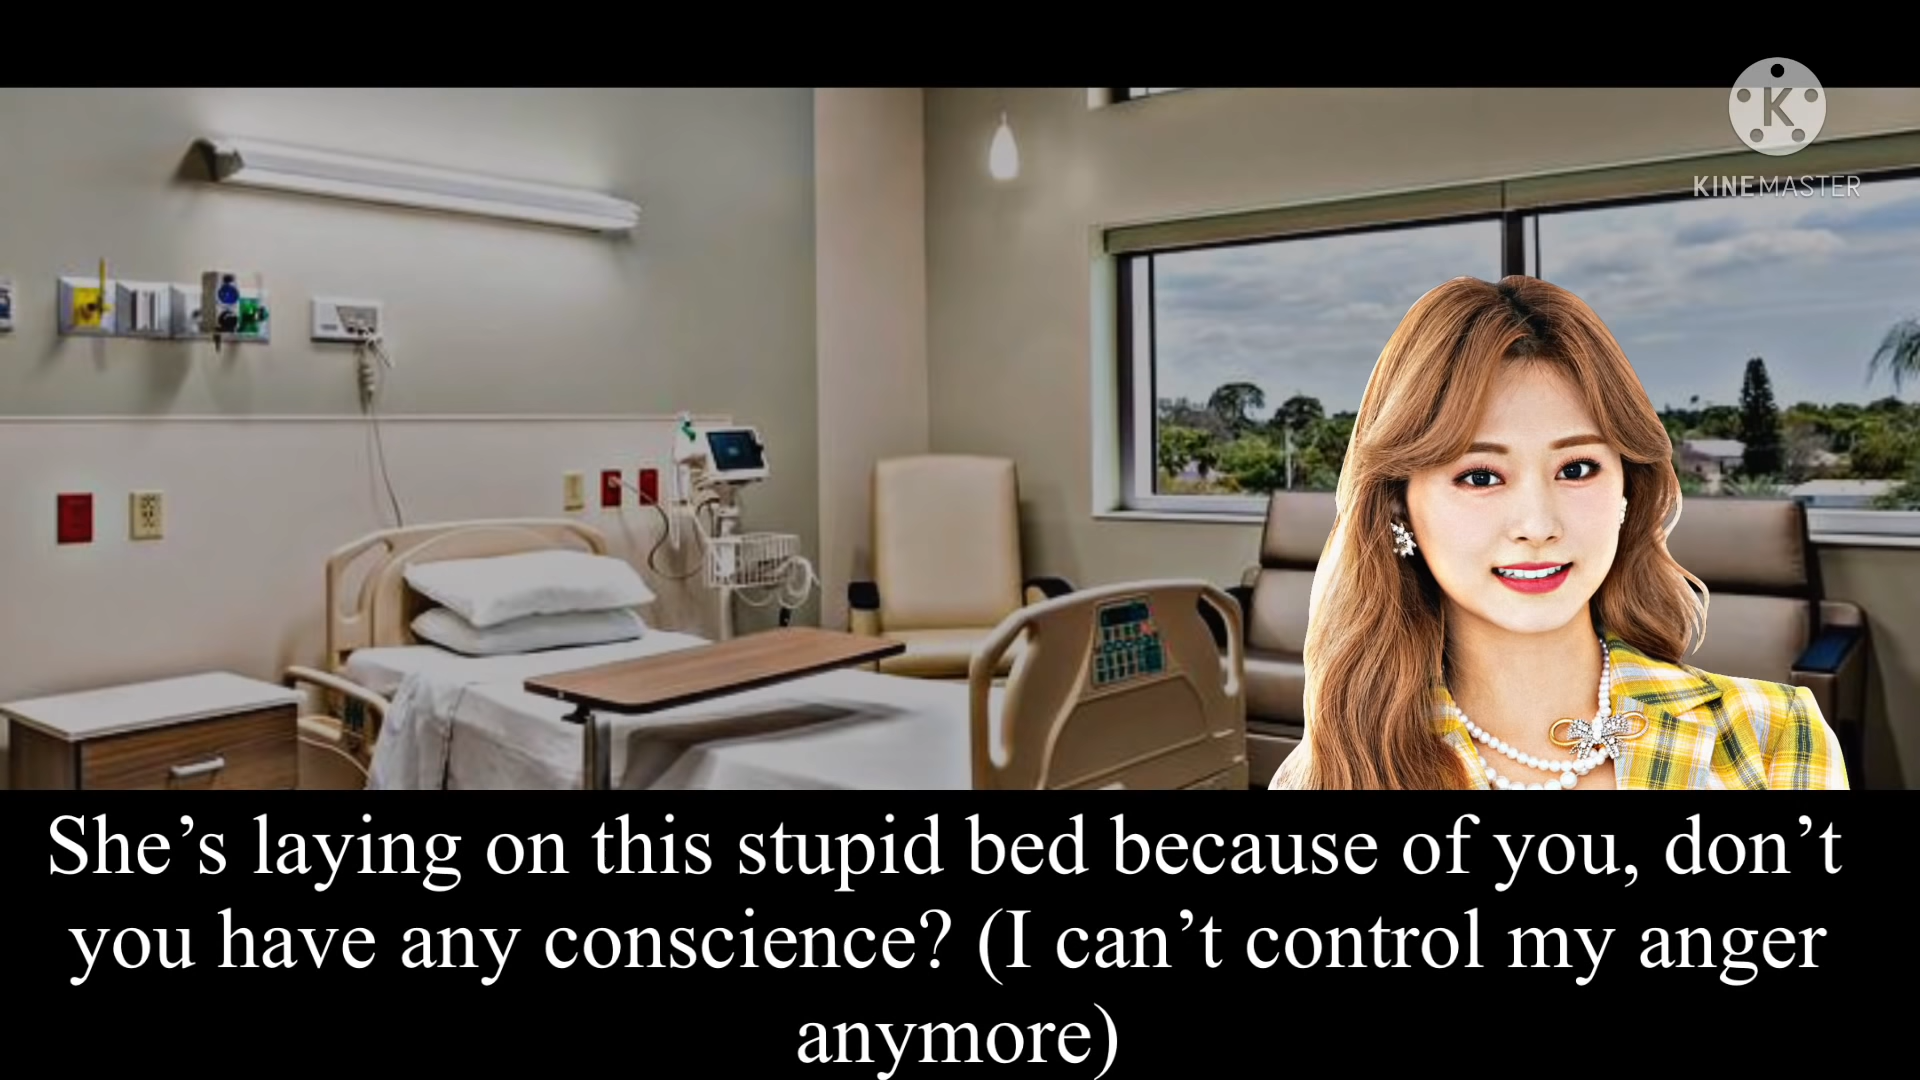 K
KINEMASTER
She’s laying on this stupid bed because of you, don’t
you have any conscience? (I can’t control my anger
anymore)